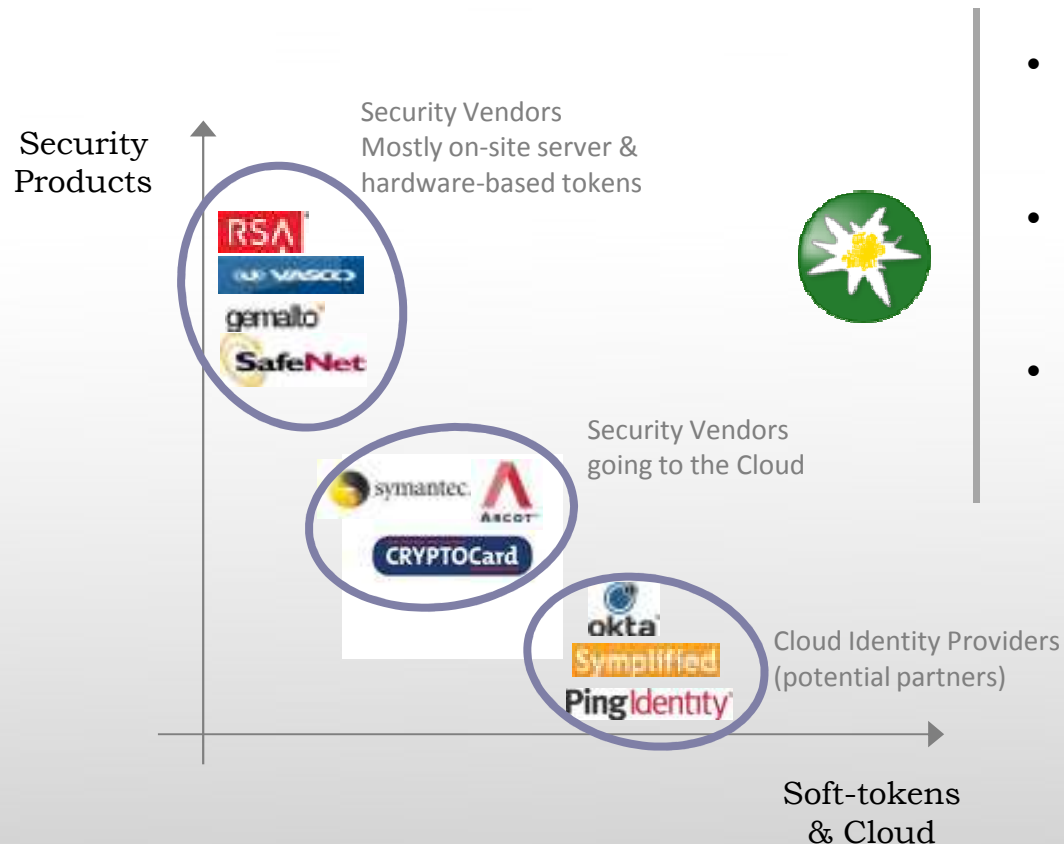 Security
Products
Security Vendors
Mostly on-site server &
hardware-based tokens
RSA
VASCO
gemalto
SafeNet
Security Vendors
going to the Cloud
symantec.
ARCOT
CRYPTOCard
okta
Symplified
PingIdentity
Cloud Identity Providers
(potential partners)
Soft-tokens
& Cloud